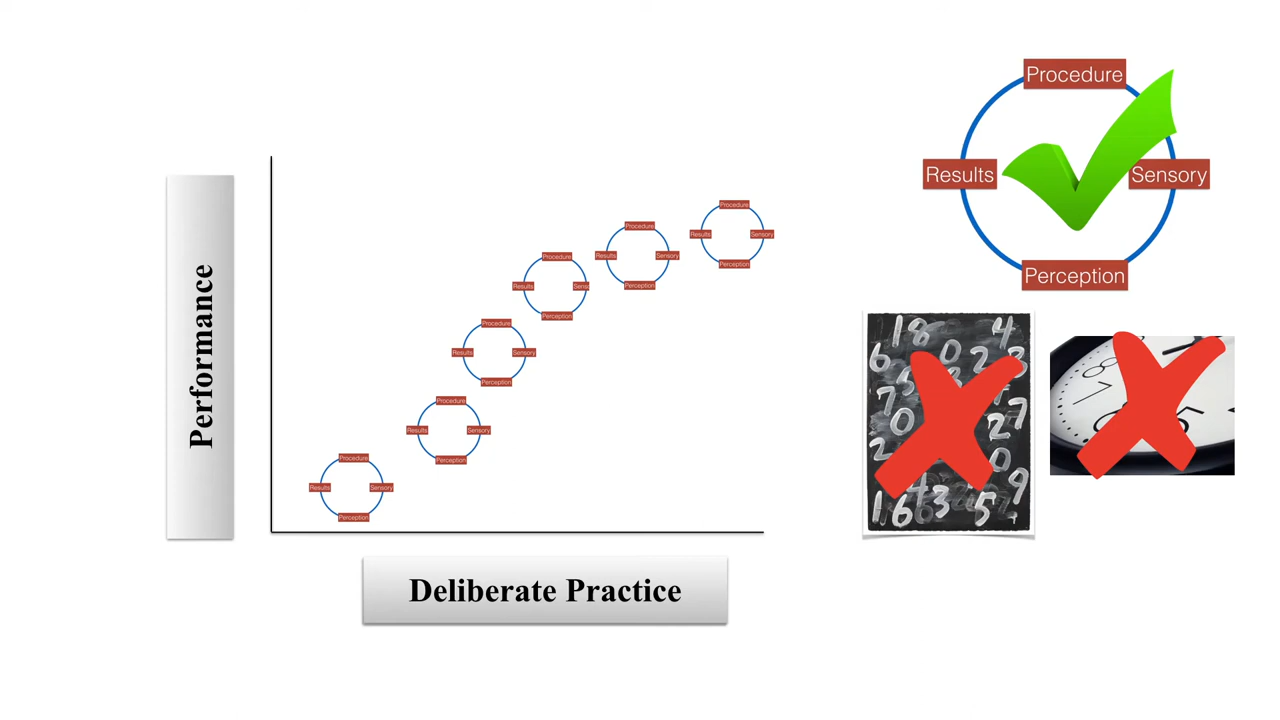 Performance
Deliberate Practice
Procedure
Results
Sensory
Perception
Procedure
Results
Sensory
Perception
Procedure
Results
Sensory
Perception
Procedure
Results
Sens
Perception
Procedure
Results
Sensory
Perception
Procedure
Results
Sensory
Perception
Procedure
Results
Sensory
Perception